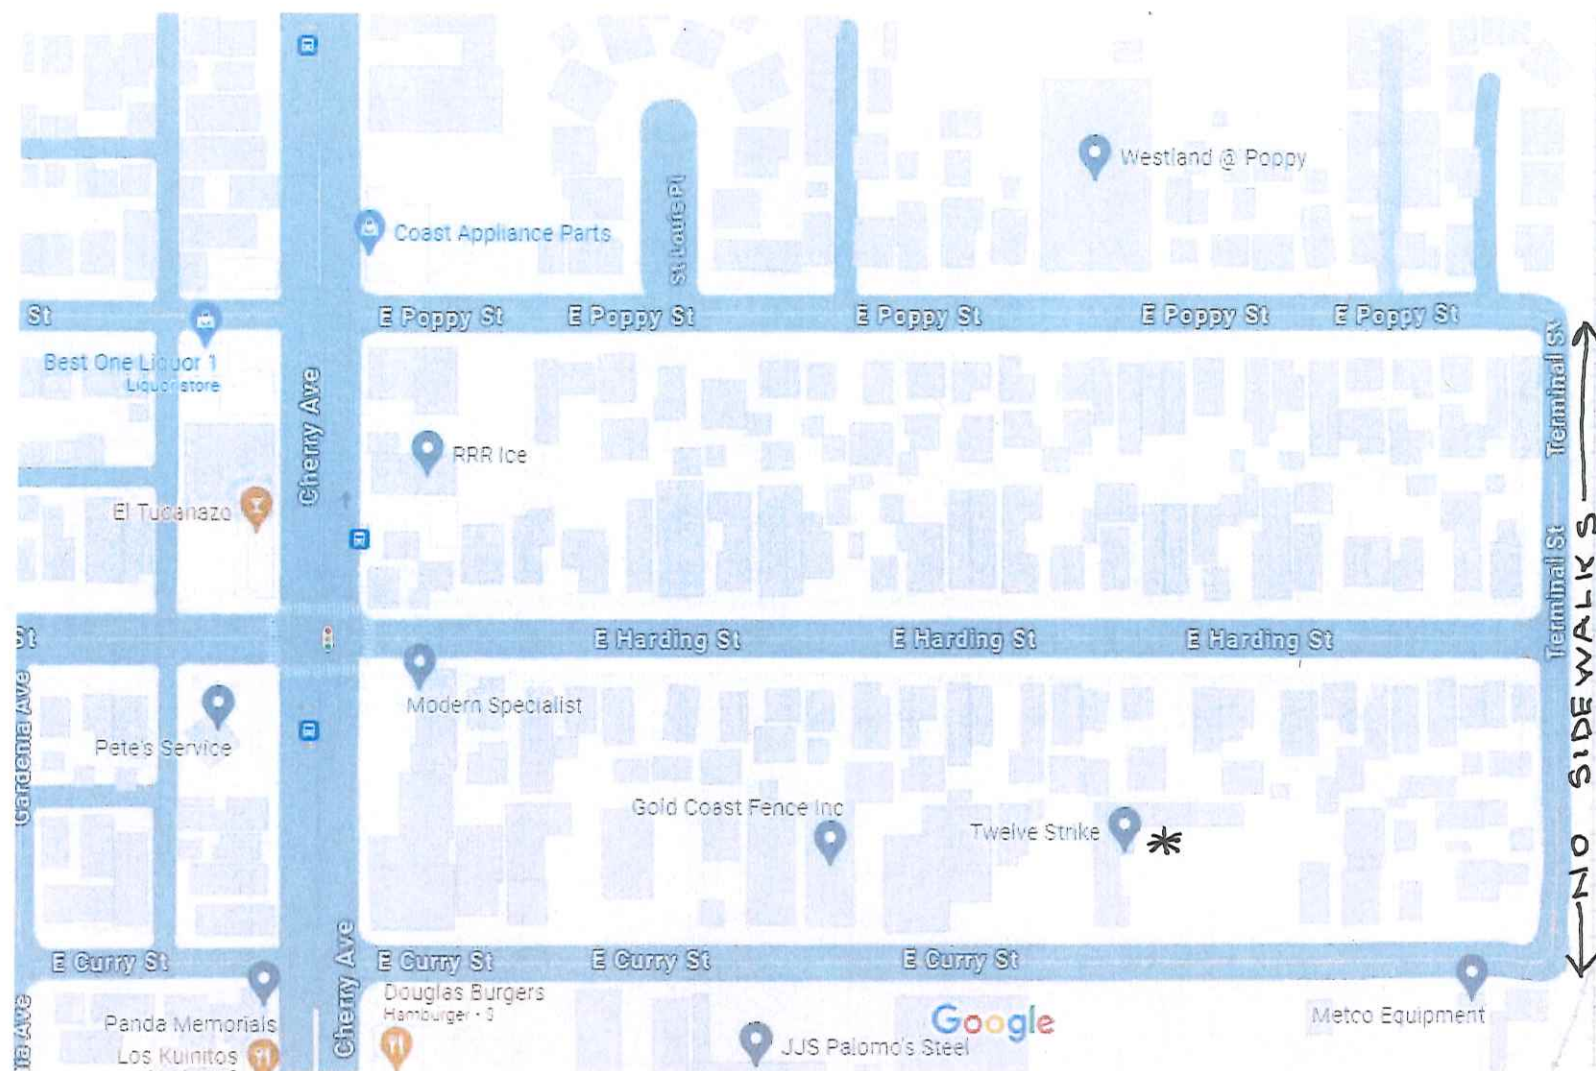 Westland @ Poppy
Coast Appliance Parts
St Louis Pl
St
E Poppy St
E Poppy St
E Poppy St
E Poppy St
E Poppy St
Best One Liquor 1
Liquor store
Cherry Ave
Terminal St
RRR Ice
El Tucanazo
Terminal St
St
E Harding St
E Harding St
E Harding St
Modern Specialist
Gardenia Ave
Pete's Service
Gold Coast Fence Inc
Twelve Strike *
NO SIDEWALKS
E Curry St
Cherry Ave
E Curry St
E Curry St
E Curry St
Douglas Burgers
Hamburger • $
Panda Memorials
Google
Metco Equipment
Los Kuinitos
JJS Palomo's Steel
ia Ave